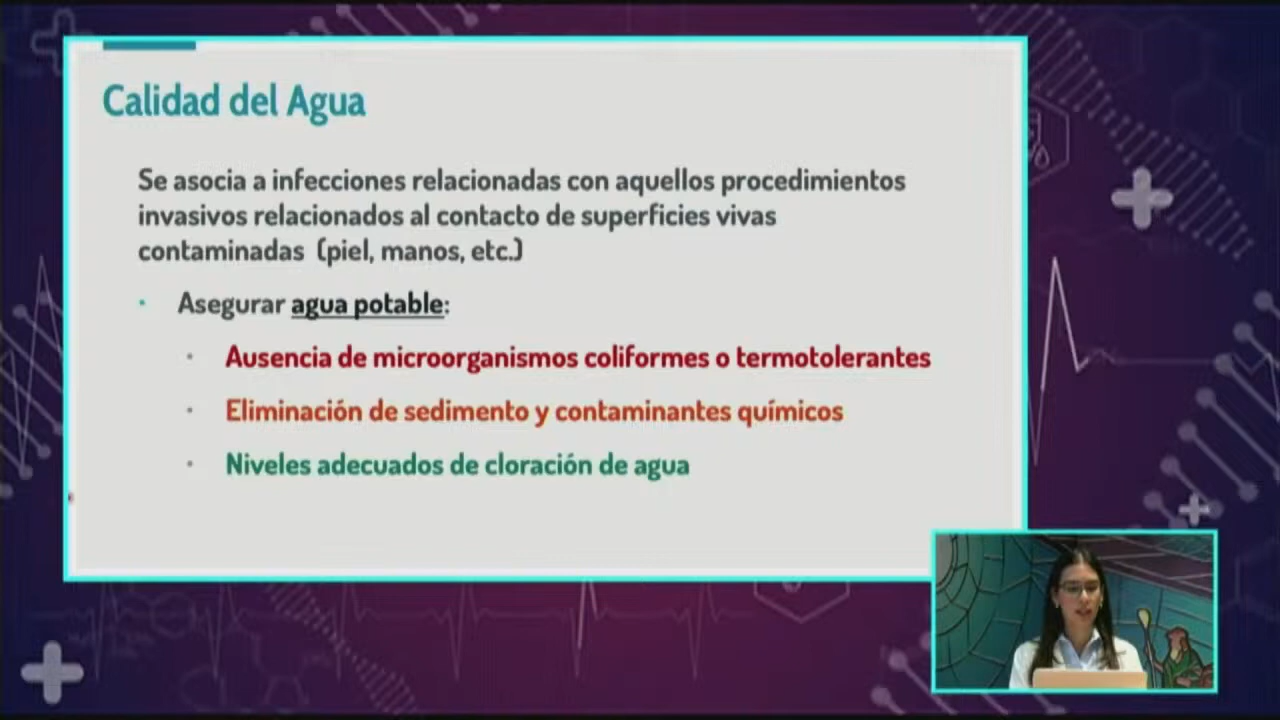 Calidad del Agua
Se asocia a infecciones relacionadas con aquellos procedimientos
invasivos relacionados al contacto de superficies vivas
contaminadas (piel, manos, etc.)
• Asegurar agua potable:
• Ausencia de microorganismos coliformes o termotolerantes
• Eliminación de sedimento y contaminantes químicos
• Niveles adecuados de cloración de agua